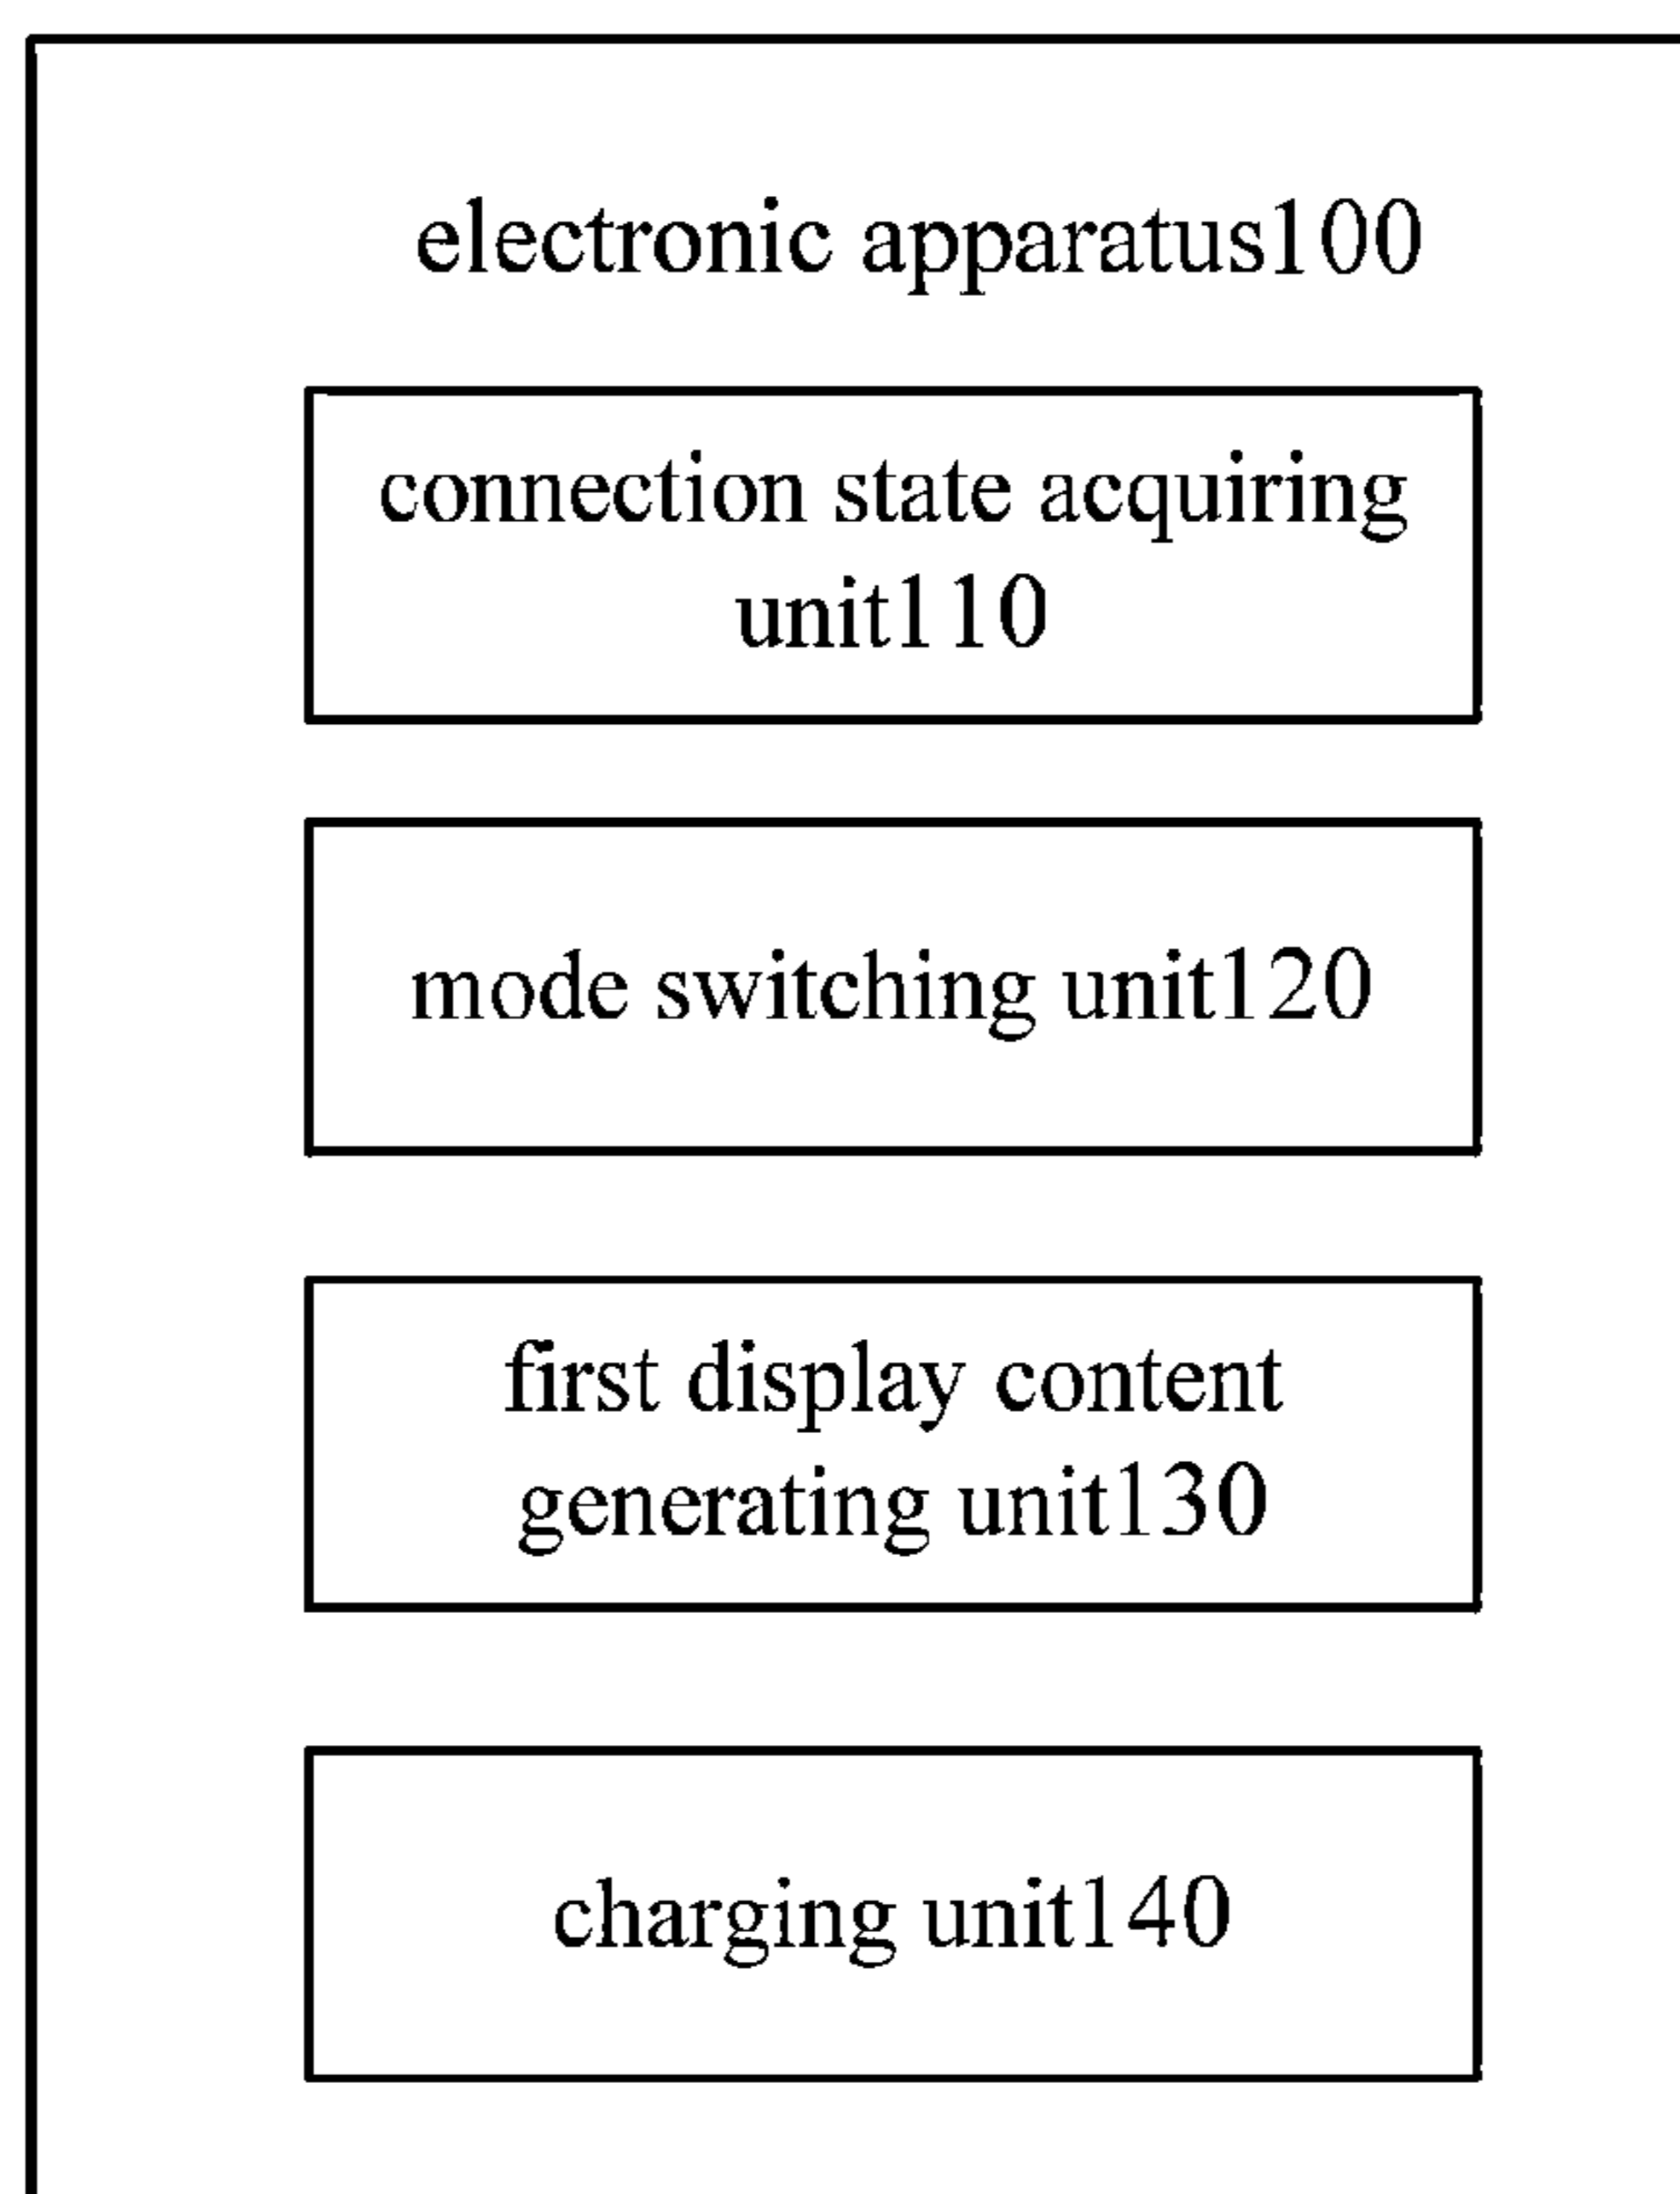 electronic apparatus100
connection state acquiring
unit110
mode switching unit120
first display content
generating unit130
charging unit140